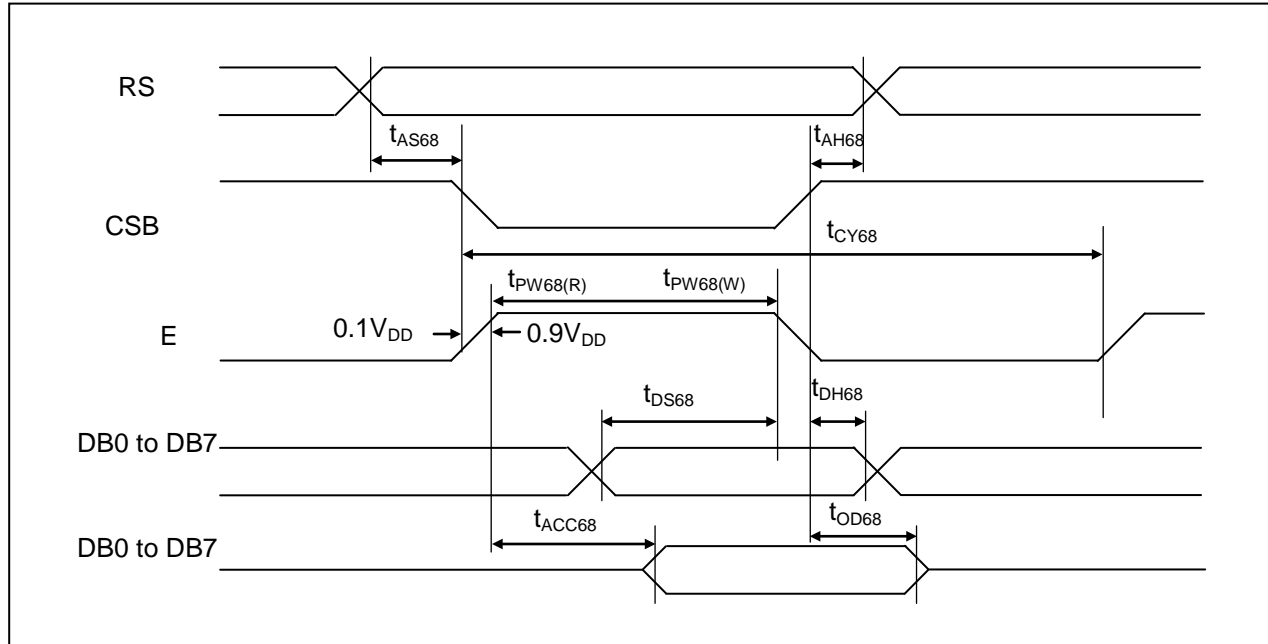 RS
tAS68
tAH68
CSB
tCY68
tPW68(R)
tPW68(W)
E
0.1VDD
0.9VDD
tDS68
tDH68
DB0 to DB7
tACC68
tOD68
DB0 to DB7